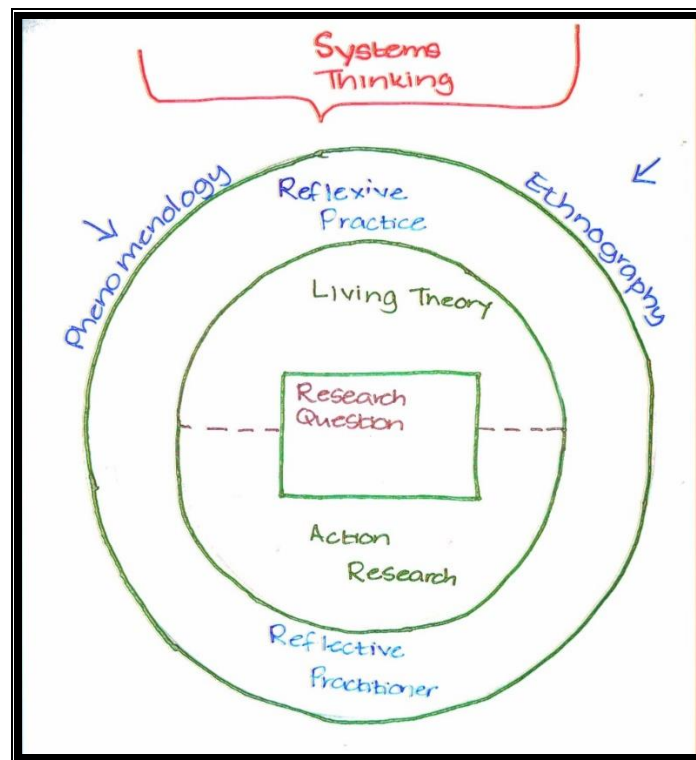 Systems
Thinking
Phenomenology
Ethnography
Reflexive
Practice
Living Theory
Research
Question
Action
Research
Reflective
Practitioner